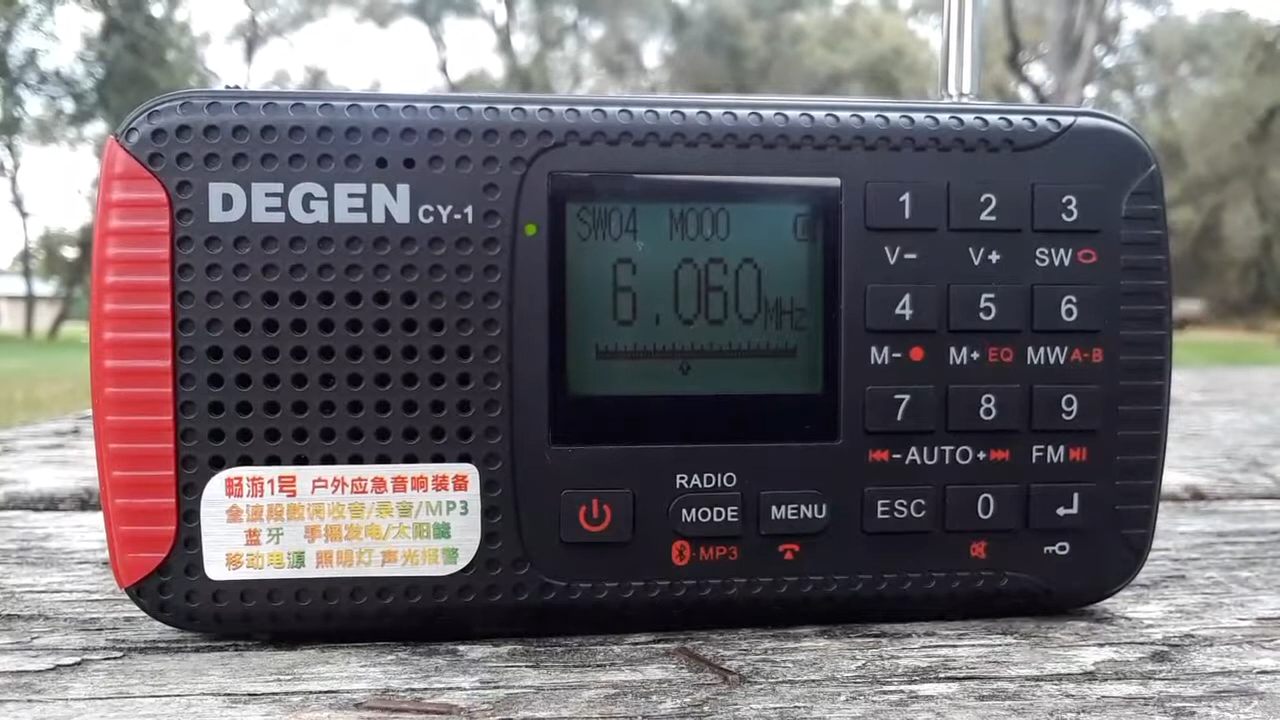 DEGEN CY-1
SW04 M000
6.060MHz
1 2 3
V- V+ SW
4 5 6
M- M+ EQ MW A-B
7 8 9
-AUTO+ FM
RADIO
MODE MENU ESC 0
-MP3
畅游1号 户外应急音响装备
全波段数调收音/录音/MP3
蓝牙 手摇发电/太阳能
移动电源 照明灯 声光报警